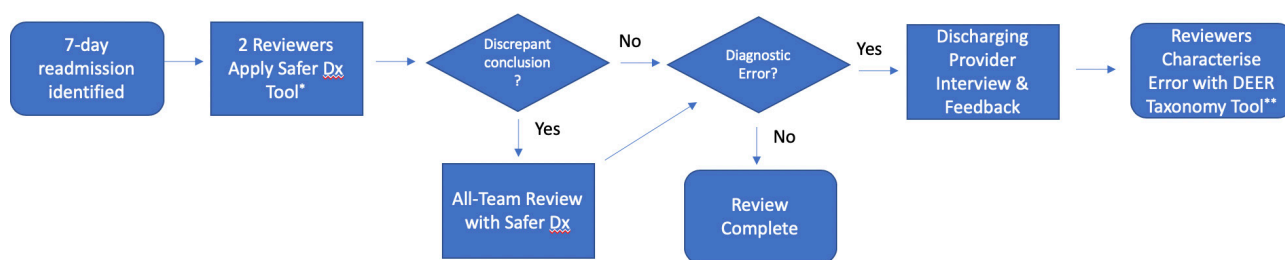 7-day
readmission
identified
2 Reviewers
Apply Safer Dx
Tool*
Discrepant
conclusion
?
No
Diagnostic
Error?
Yes
Discharging
Provider
Interview &
Feedback
Reviewers
Characterise
Error with DEER
Taxonomy Tool**
Yes
No
All-Team Review
with Safer Dx
Review
Complete